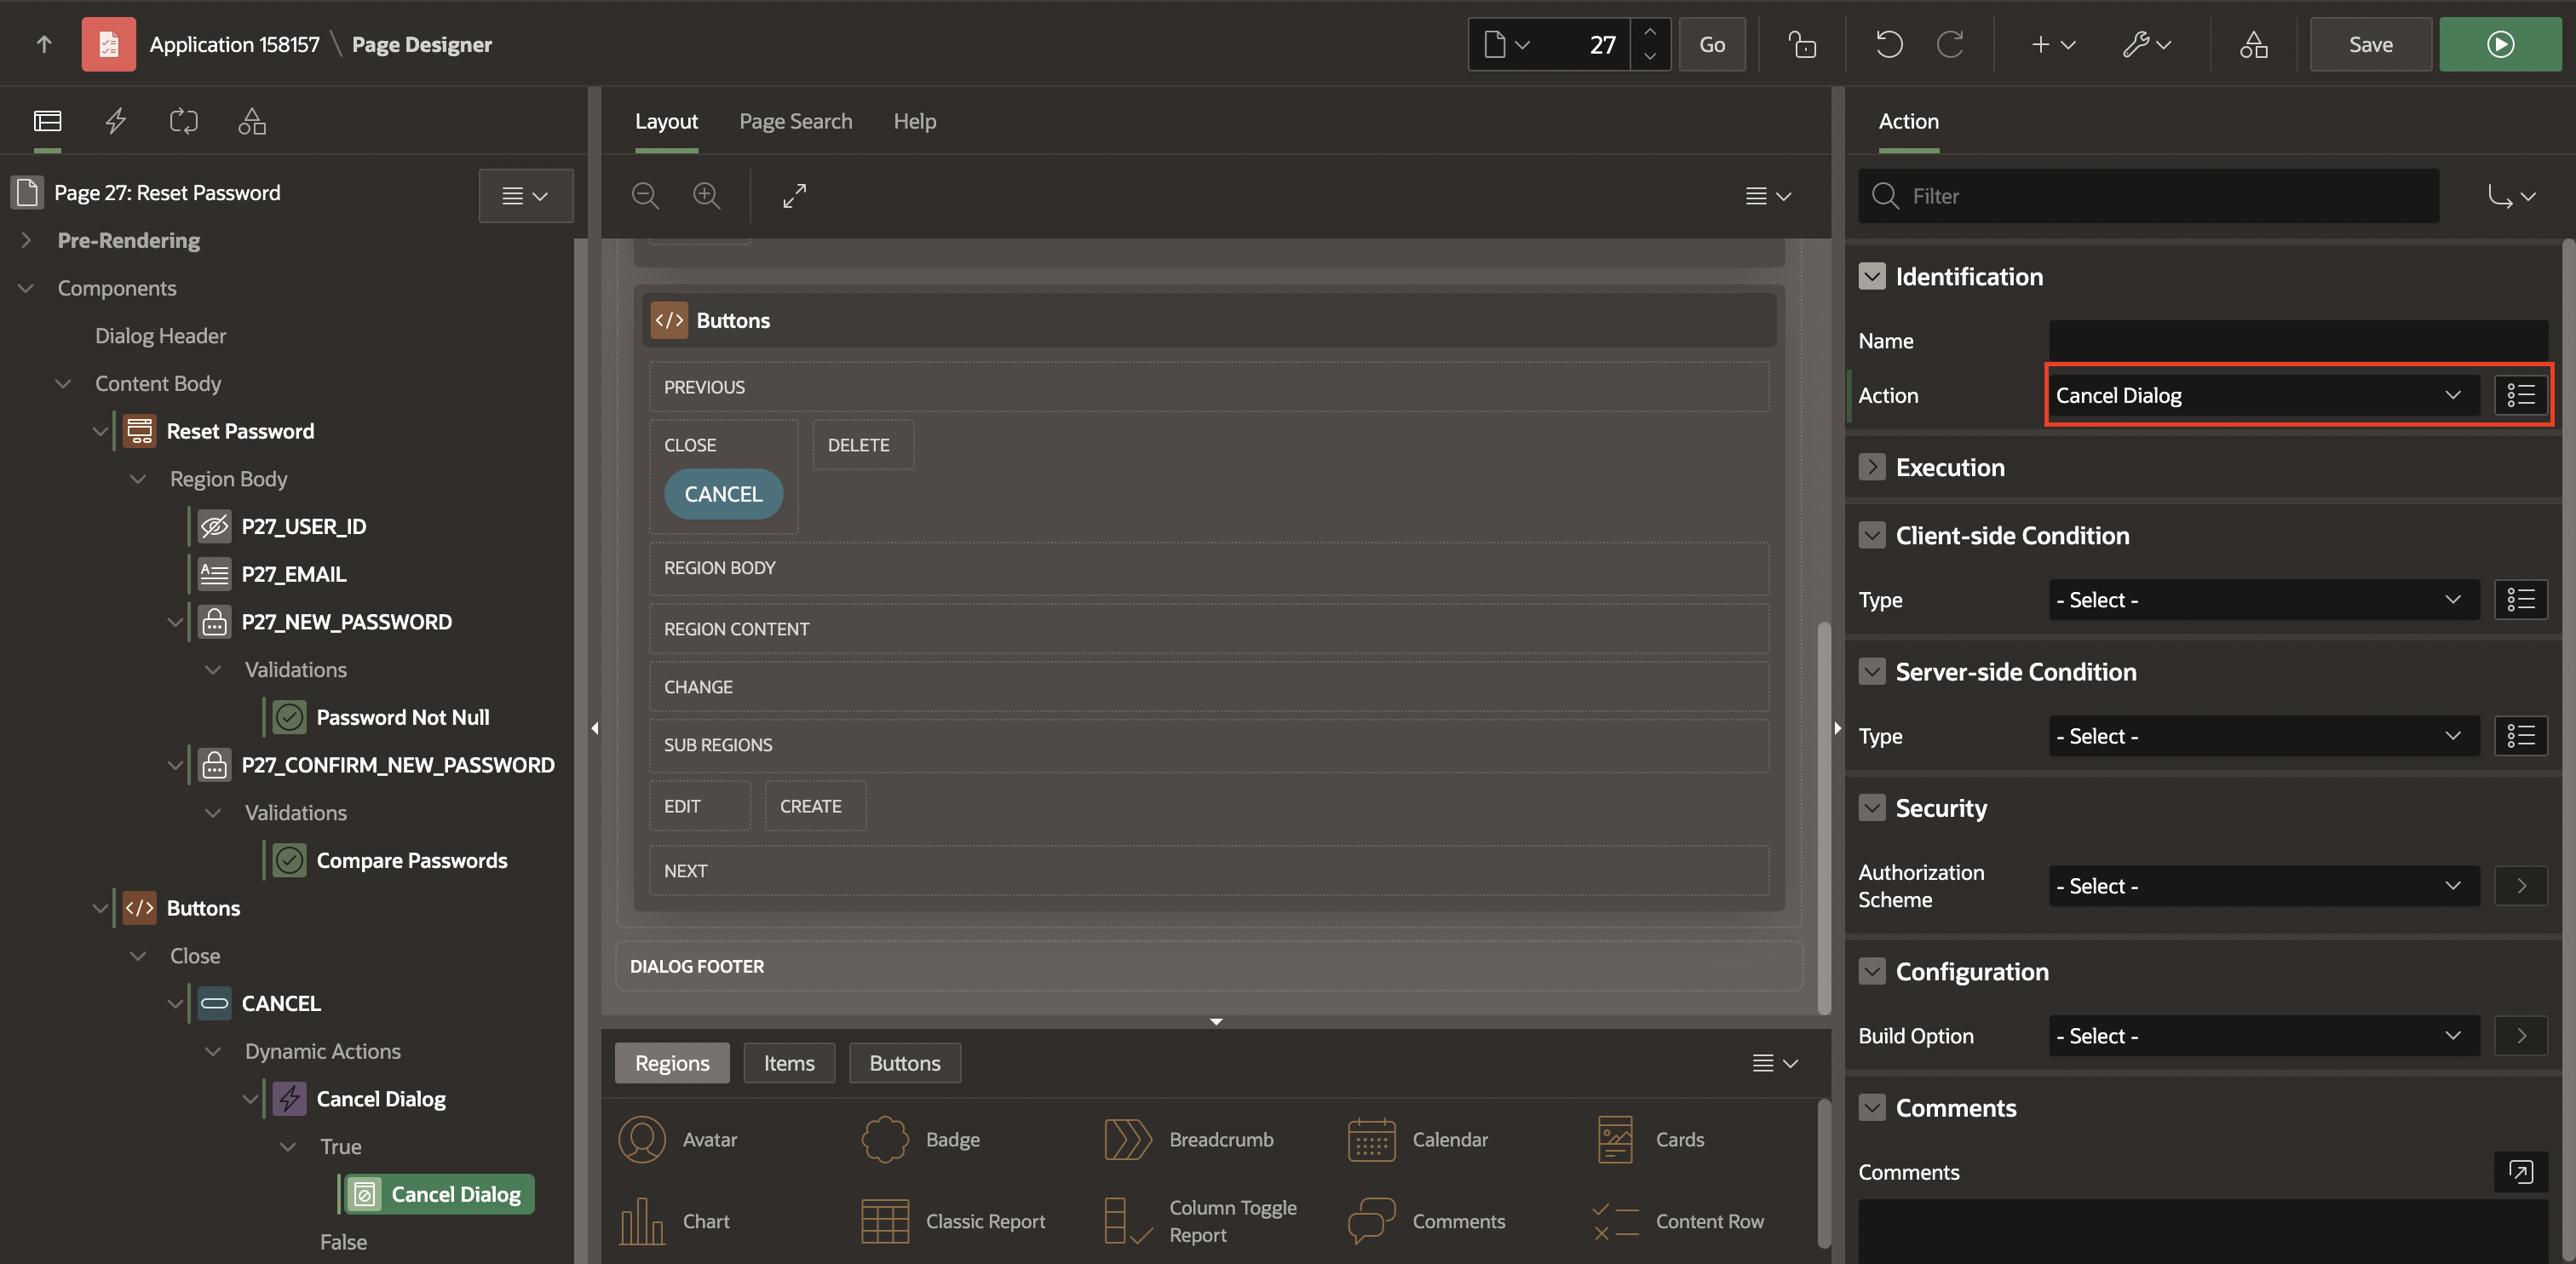 Application 158157 \ Page Designer
27
Go
Save
Page 27: Reset Password
Pre-Rendering
Components
Dialog Header
Content Body
Reset Password
Region Body
P27_USER_ID
P27_EMAIL
P27_NEW_PASSWORD
Validations
Password Not Null
P27_CONFIRM_NEW_PASSWORD
Validations
Compare Passwords
Buttons
Close
CANCEL
Dynamic Actions
Cancel Dialog
True
Cancel Dialog
False
Layout
Page Search
Help
Buttons
PREVIOUS
CLOSE
DELETE
CANCEL
REGION BODY
REGION CONTENT
CHANGE
SUB REGIONS
EDIT
CREATE
NEXT
DIALOG FOOTER
Regions
Items
Buttons
Avatar
Badge
Breadcrumb
Calendar
Cards
Chart
Classic Report
Column Toggle
Report
Comments
Content Row
Action
Filter
Identification
Name
Action
Cancel Dialog
Execution
Client-side Condition
Type
- Select -
Server-side Condition
Type
- Select -
Security
Authorization
Scheme
- Select -
Configuration
Build Option
- Select -
Comments
Comments